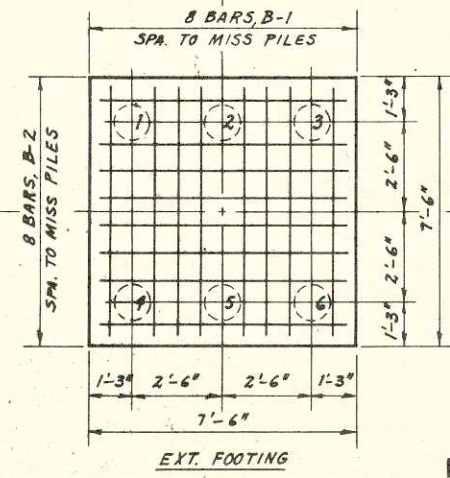 8 BARS, B-1
SPA. TO MISS PILES
8 BARS, B-2
SPA. TO MISS PILES
1 2 3
4 5 6
1'-3"
2'-6"
2'-6"
1'-3"
7'-6"
1'-3" 2'-6" 2'-6" 1'-3"
7'-6"
EXT. FOOTING